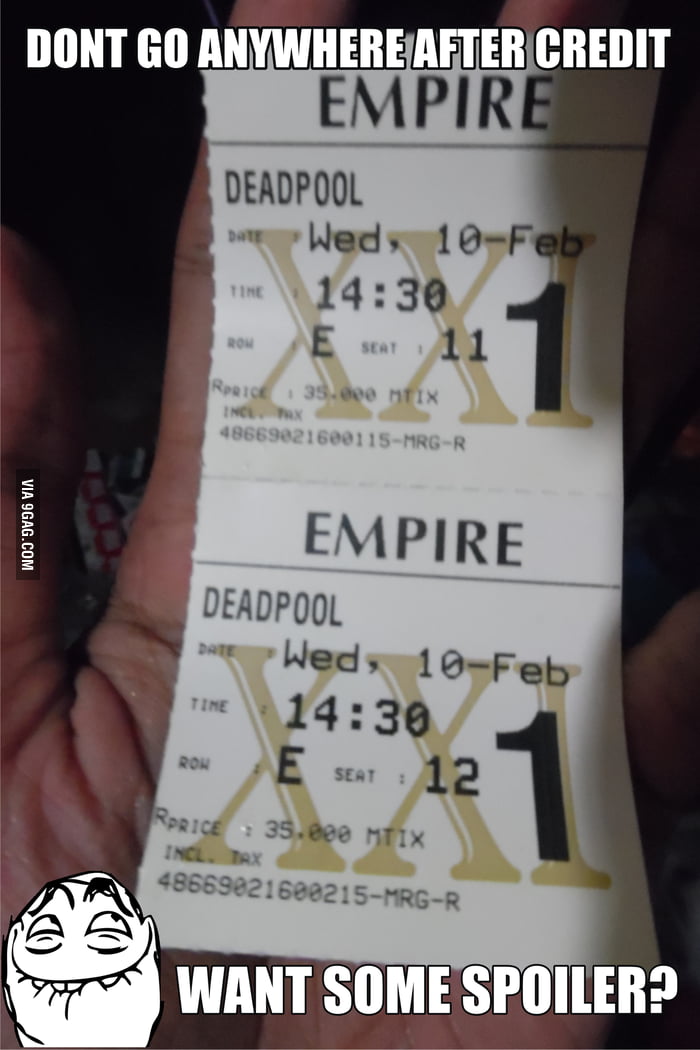 DONT GO ANYWHERE AFTER CREDIT
EMPIRE
DEADPOOL
DATE : Wed, 10-Feb
TIME : 14:30
ROW : E SEAT : 11
1
RPRICE : 35.000 MTIX
INCL. TAX
48669021600115-MRG-R
XXI
EMPIRE
DEADPOOL
DATE : Wed, 10-Feb
TIME : 14:30
ROW : E SEAT : 12
1
RPRICE : 35.000 MTIX
INCL. TAX
48669021600215-MRG-R
XXI
VIA 9GAG.COM
WANT SOME SPOILER?